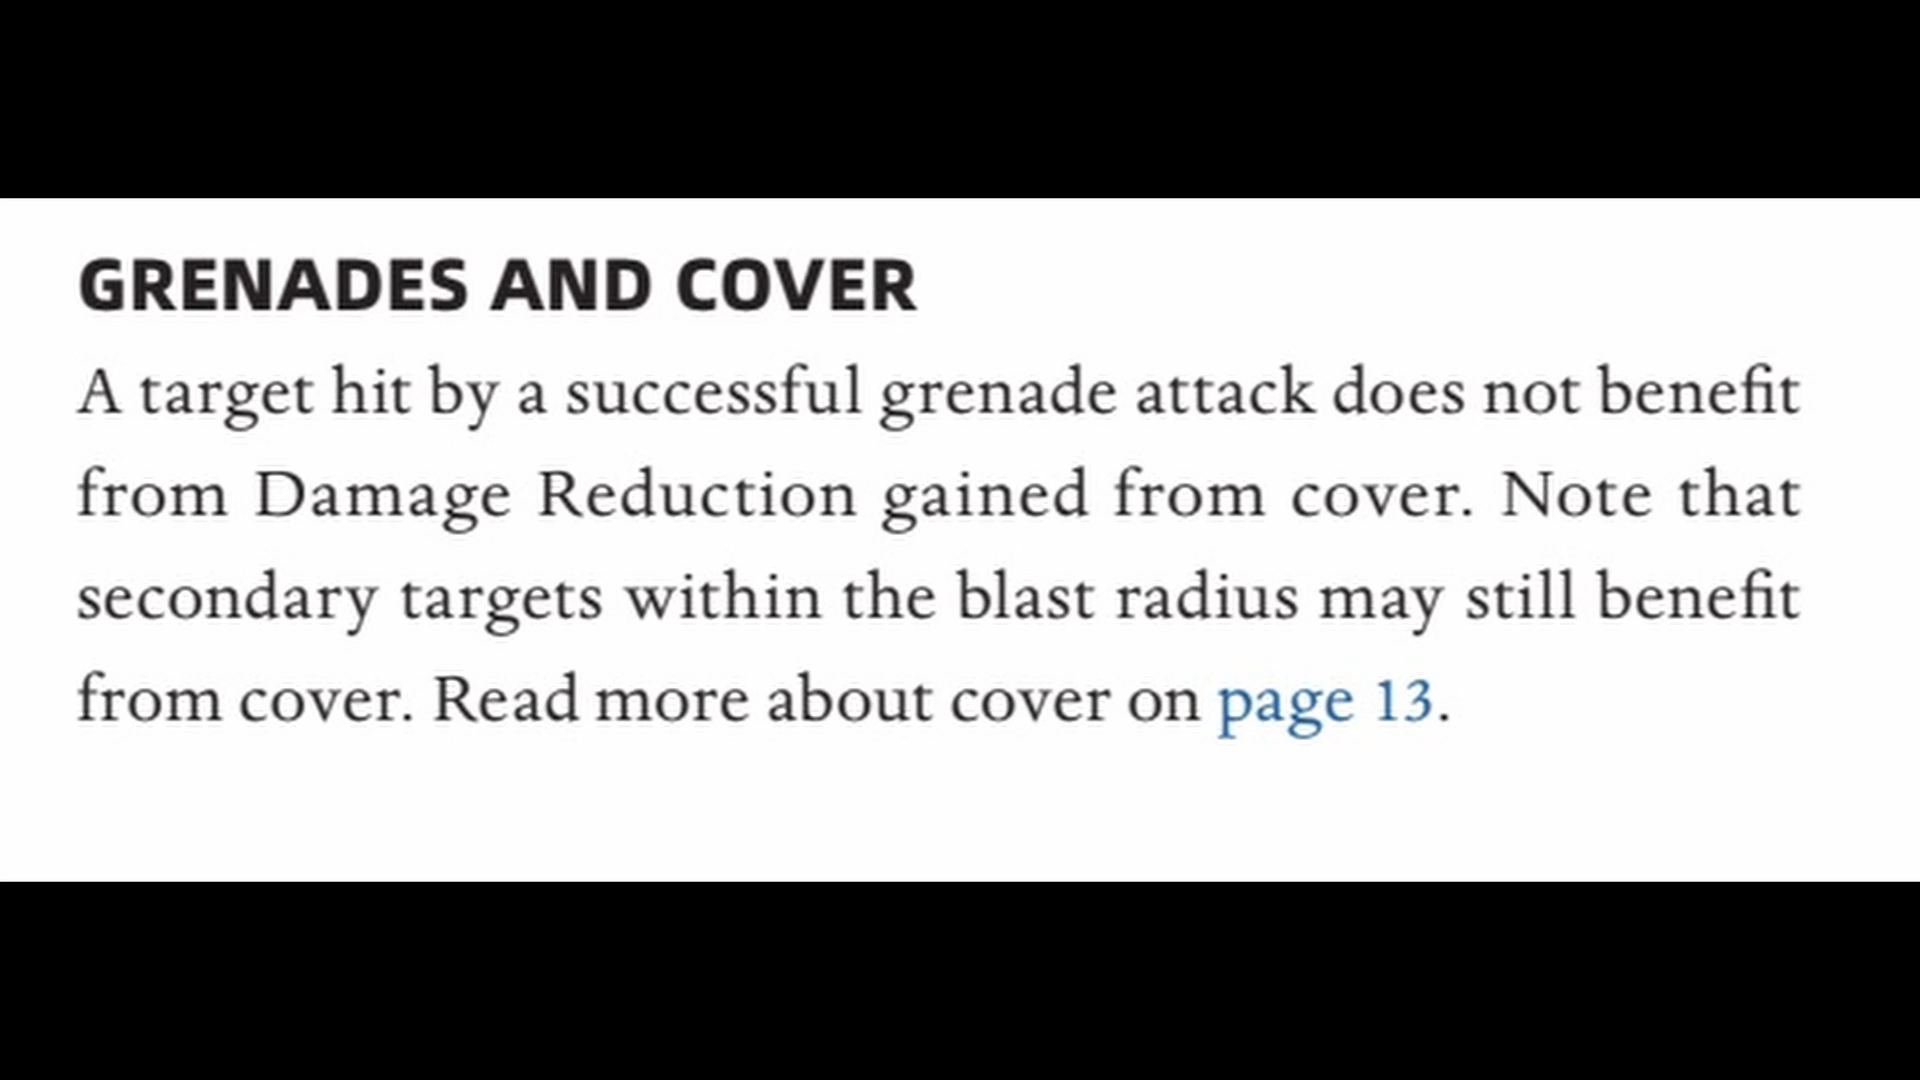 GRENADES AND COVER
A target hit by a successful grenade attack does not benefit
from Damage Reduction gained from cover. Note that
secondary targets within the blast radius may still benefit
from cover. Read more about cover on page 13.